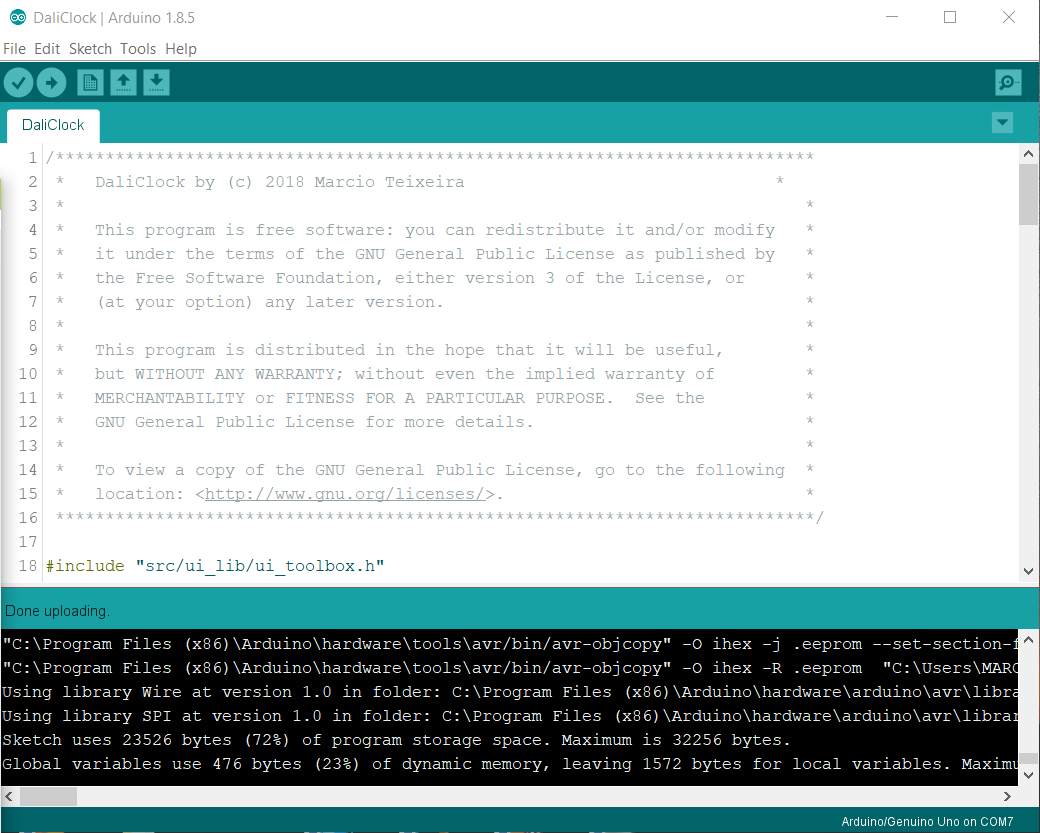 DaliClock | Arduino 1.8.5
File Edit Sketch Tools Help
DaliClock
1 /****************************************************************************
2 *   DaliClock by (c) 2018 Marcio Teixeira                               *
3 *                                                                          *
4 *   This program is free software: you can redistribute it and/or modify   *
5 *   it under the terms of the GNU General Public License as published by   *
6 *   the Free Software Foundation, either version 3 of the License, or      *
7 *   (at your option) any later version.                                    *
8 *                                                                          *
9 *   This program is distributed in the hope that it will be useful,        *
10 *   but WITHOUT ANY WARRANTY; without even the implied warranty of         *
11 *   MERCHANTABILITY or FITNESS FOR A PARTICULAR PURPOSE.  See the          *
12 *   GNU General Public License for more details.                           *
13 *                                                                          *
14 *   To view a copy of the GNU General Public License, go to the following  *
15 *   location: <http://www.gnu.org/licenses/>.                              *
16 ****************************************************************************/
17
18 #include "src/ui_lib/ui_toolbox.h"
Done uploading.
"C:\Program Files (x86)\Arduino\hardware\tools\avr/bin/avr-objcopy" -O ihex -j .eeprom --set-section-f
"C:\Program Files (x86)\Arduino\hardware\tools\avr/bin/avr-objcopy" -O ihex -R .eeprom  "C:\Users\MARC
Using library Wire at version 1.0 in folder: C:\Program Files (x86)\Arduino\hardware\arduino\avr\libra
Using library SPI at version 1.0 in folder: C:\Program Files (x86)\Arduino\hardware\arduino\avr\librar
Sketch uses 23526 bytes (72%) of program storage space. Maximum is 32256 bytes.
Global variables use 476 bytes (23%) of dynamic memory, leaving 1572 bytes for local variables. Maximu
Arduino/Genuino Uno on COM7